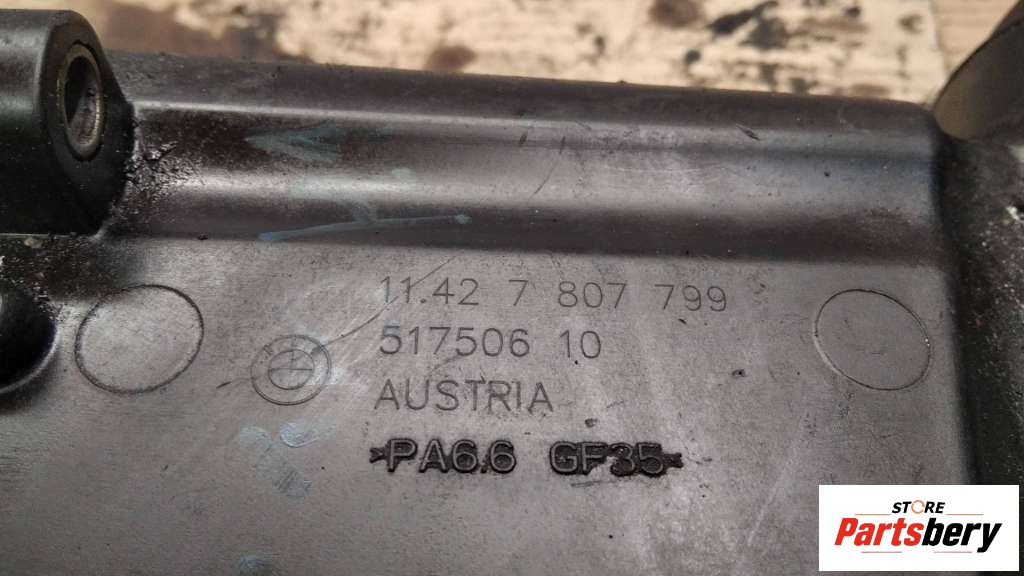 11.42 7 807 799
517506 10
AUSTRIA
>PA6.6 GF35<
STORE
Partsbery